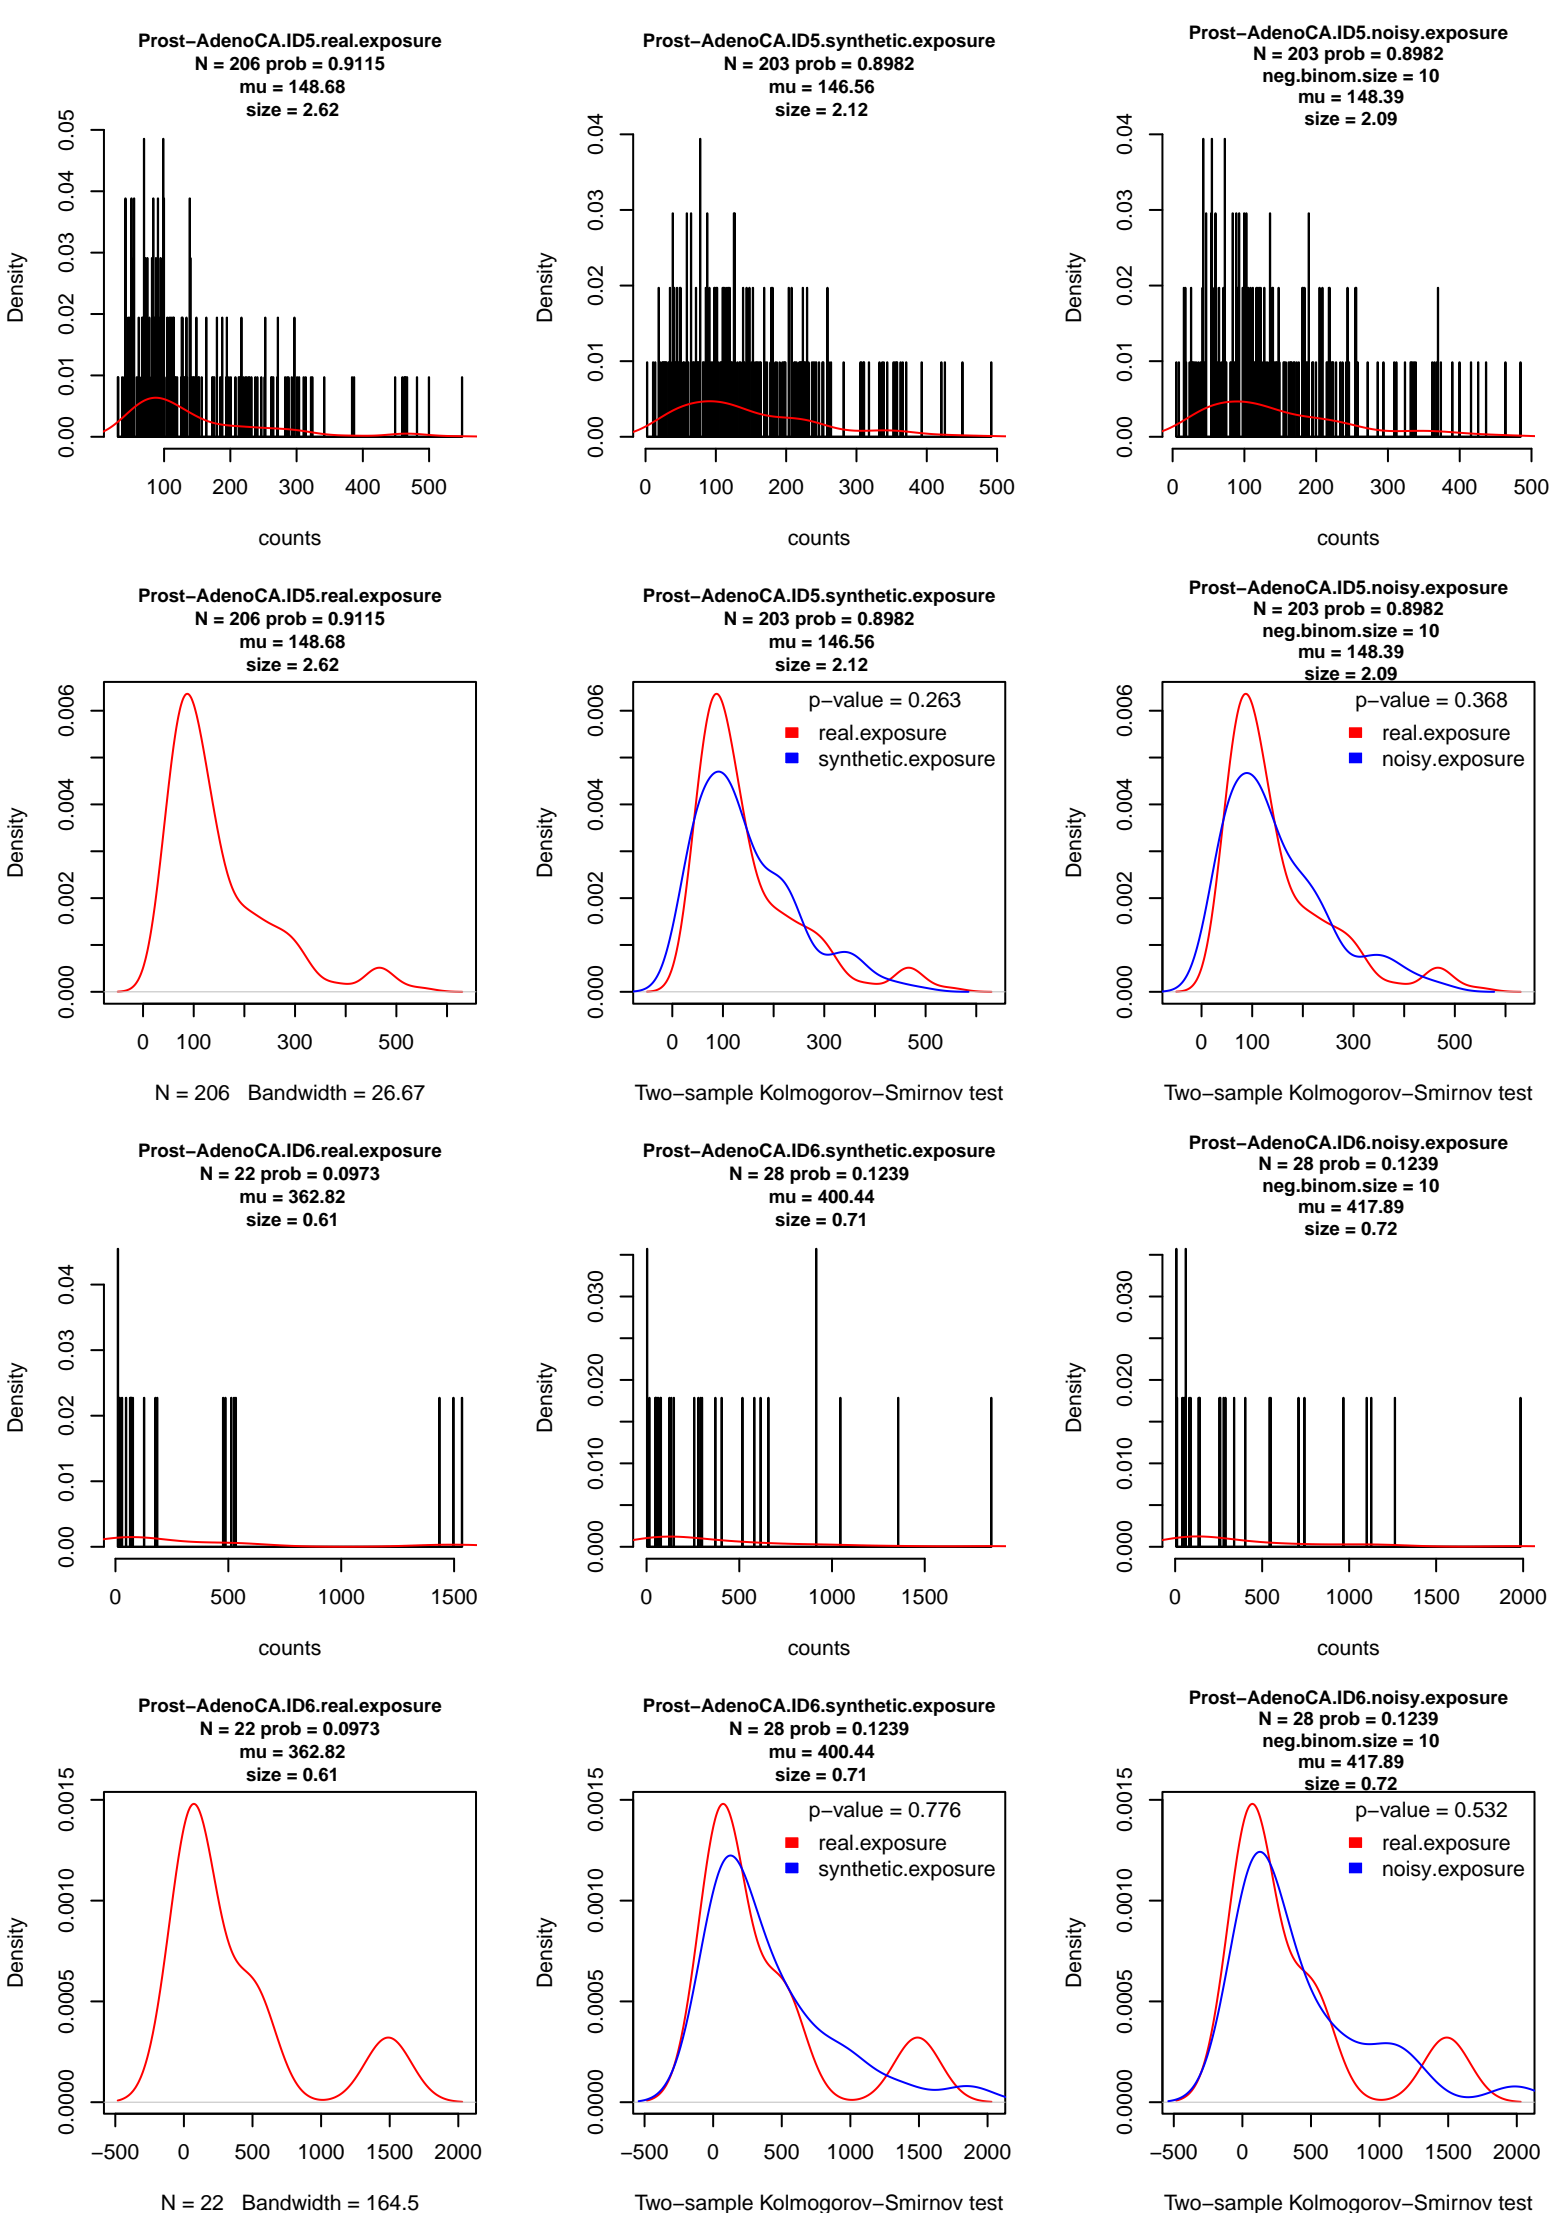 Prost−AdenoCA.ID5.real.exposure
N = 206 prob = 0.9115
mu = 148.68
size = 2.62
Density
0.00 0.01 0.02 0.03 0.04 0.05
100 200 300 400 500
counts
Prost−AdenoCA.ID5.synthetic.exposure
N = 203 prob = 0.8982
mu = 146.56
size = 2.12
Density
0.00 0.01 0.02 0.03 0.04
0 100 200 300 400 500
counts
Prost−AdenoCA.ID5.noisy.exposure
N = 203 prob = 0.8982
neg.binom.size = 10
mu = 148.39
size = 2.09
Density
0.00 0.01 0.02 0.03 0.04
0 100 200 300 400 500
counts
Prost−AdenoCA.ID5.real.exposure
N = 206 prob = 0.9115
mu = 148.68
size = 2.62
Density
0.000 0.002 0.004 0.006
0 100 300 500
N = 206 Bandwidth = 26.67
Prost−AdenoCA.ID5.synthetic.exposure
N = 203 prob = 0.8982
mu = 146.56
size = 2.12
p−value = 0.263
real.exposure
synthetic.exposure
Density
0.000 0.002 0.004 0.006
0 100 300 500
Two−sample Kolmogorov−Smirnov test
Prost−AdenoCA.ID5.noisy.exposure
N = 203 prob = 0.8982
neg.binom.size = 10
mu = 148.39
size = 2.09
p−value = 0.368
real.exposure
noisy.exposure
Density
0.000 0.002 0.004 0.006
0 100 300 500
Two−sample Kolmogorov−Smirnov test
Prost−AdenoCA.ID6.real.exposure
N = 22 prob = 0.0973
mu = 362.82
size = 0.61
Density
0.00 0.01 0.02 0.03 0.04
0 500 1000 1500
counts
Prost−AdenoCA.ID6.synthetic.exposure
N = 28 prob = 0.1239
mu = 400.44
size = 0.71
Density
0.000 0.010 0.020 0.030
0 500 1000 1500
counts
Prost−AdenoCA.ID6.noisy.exposure
N = 28 prob = 0.1239
neg.binom.size = 10
mu = 417.89
size = 0.72
Density
0.000 0.010 0.020 0.030
0 500 1000 1500 2000
counts
Prost−AdenoCA.ID6.real.exposure
N = 22 prob = 0.0973
mu = 362.82
size = 0.61
Density
0.0000 0.0005 0.0010 0.0015
−500 0 500 1000 1500 2000
N = 22 Bandwidth = 164.5
Prost−AdenoCA.ID6.synthetic.exposure
N = 28 prob = 0.1239
mu = 400.44
size = 0.71
p−value = 0.776
real.exposure
synthetic.exposure
Density
0.0000 0.0005 0.0010 0.0015
−500 0 500 1000 1500 2000
Two−sample Kolmogorov−Smirnov test
Prost−AdenoCA.ID6.noisy.exposure
N = 28 prob = 0.1239
neg.binom.size = 10
mu = 417.89
size = 0.72
p−value = 0.532
real.exposure
noisy.exposure
Density
0.0000 0.0005 0.0010 0.0015
−500 0 500 1000 1500 2000
Two−sample Kolmogorov−Smirnov test